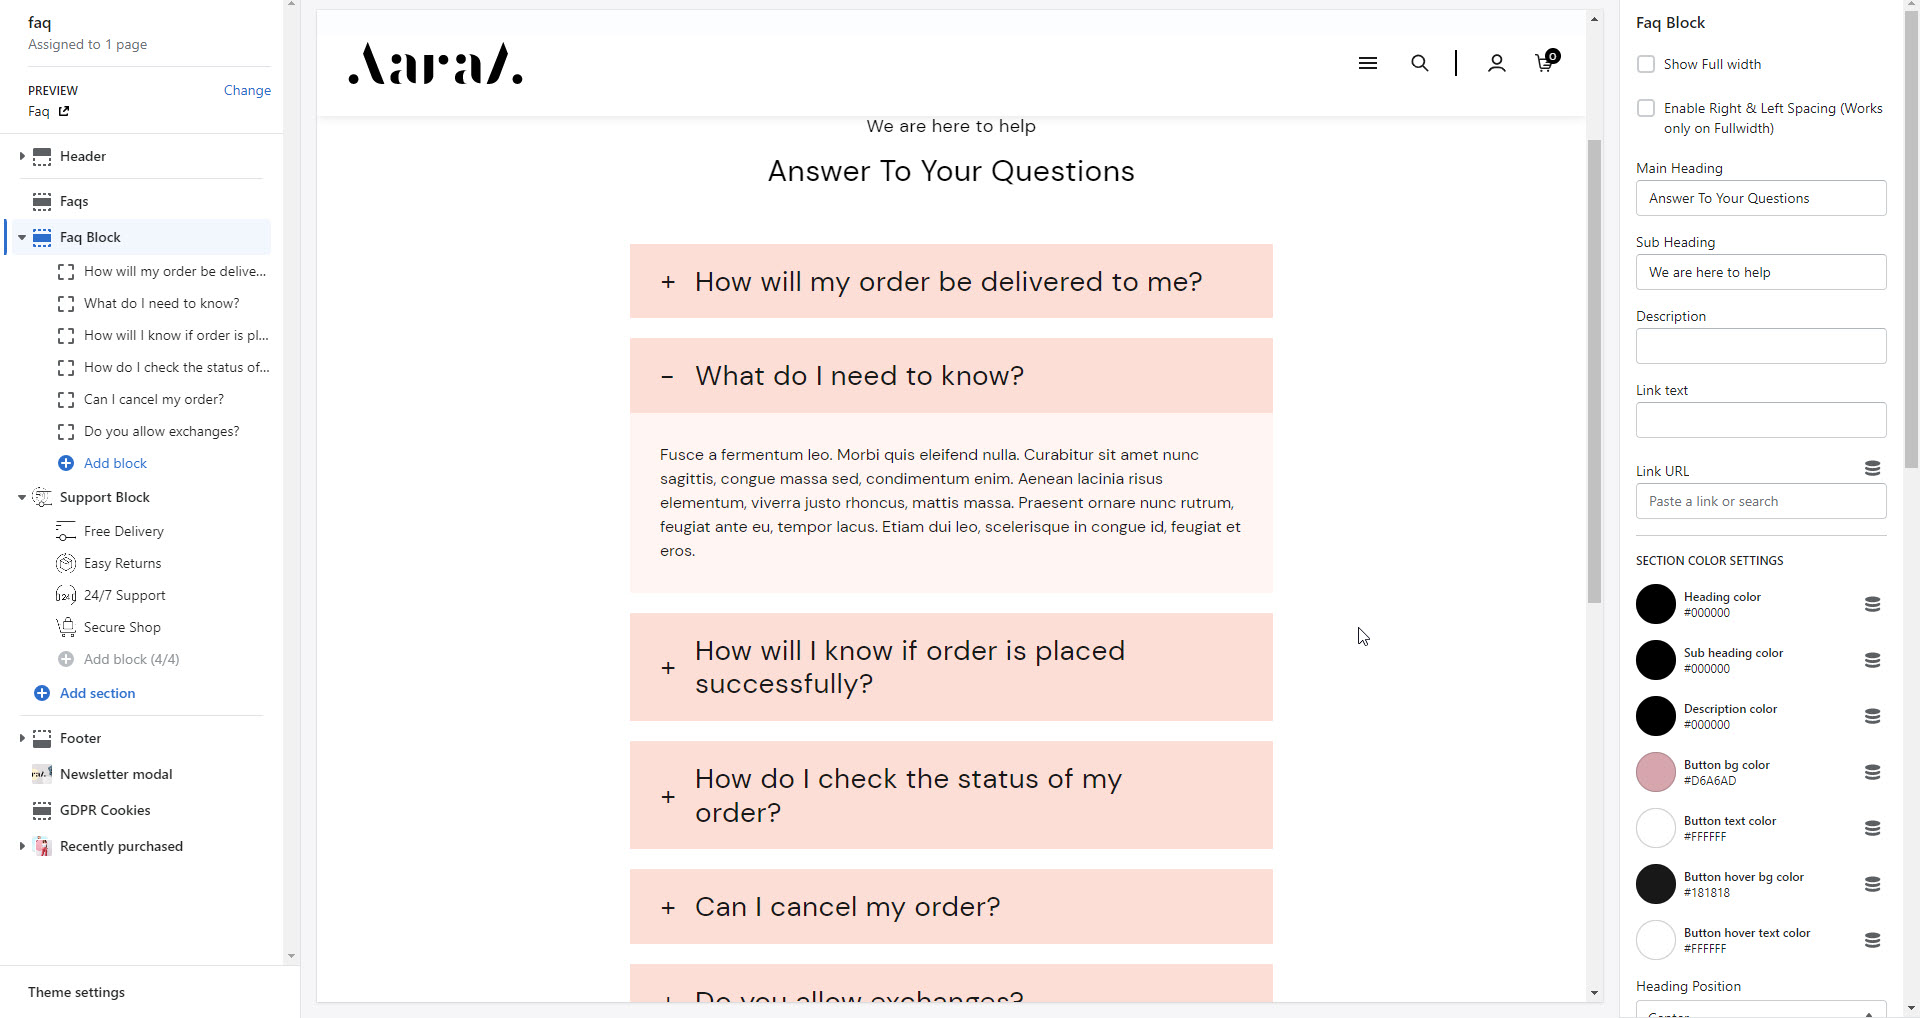 faq
Assigned to 1 page
PREVIEW
Change
Faq
Header
Faqs
Faq Block
How will my order be delive...
What do I need to know?
How will I know if order is pl...
How do I check the status of...
Can I cancel my order?
Do you allow exchanges?
Add block
Support Block
Free Delivery
Easy Returns
24/7 Support
Secure Shop
Add block (4/4)
Add section
Footer
Newsletter modal
GDPR Cookies
Recently purchased
Theme settings
Aarai.
0
We are here to help
Answer To Your Questions
+ How will my order be delivered to me?
– What do I need to know?
Fusce a fermentum leo. Morbi quis eleifend nulla. Curabitur sit amet nunc
sagittis, congue massa sed, condimentum enim. Aenean lacinia risus
elementum, viverra justo rhoncus, mattis massa. Praesent ornare nunc rutrum,
feugiat ante eu, tempor lacus. Etiam dui leo, scelerisque in congue id, feugiat et
eros.
+ How will I know if order is placed
successfully?
+ How do I check the status of my
order?
+ Can I cancel my order?
+ Do you allow exchanges?
Faq Block
Show Full width
Enable Right & Left Spacing (Works
only on Fullwidth)
Main Heading
Answer To Your Questions
Sub Heading
We are here to help
Description
Link text
Link URL
Paste a link or search
SECTION COLOR SETTINGS
Heading color
#000000
Sub heading color
#000000
Description color
#000000
Button bg color
#D6A6AD
Button text color
#FFFFFF
Button hover bg color
#181818
Button hover text color
#FFFFFF
Heading Position
Center